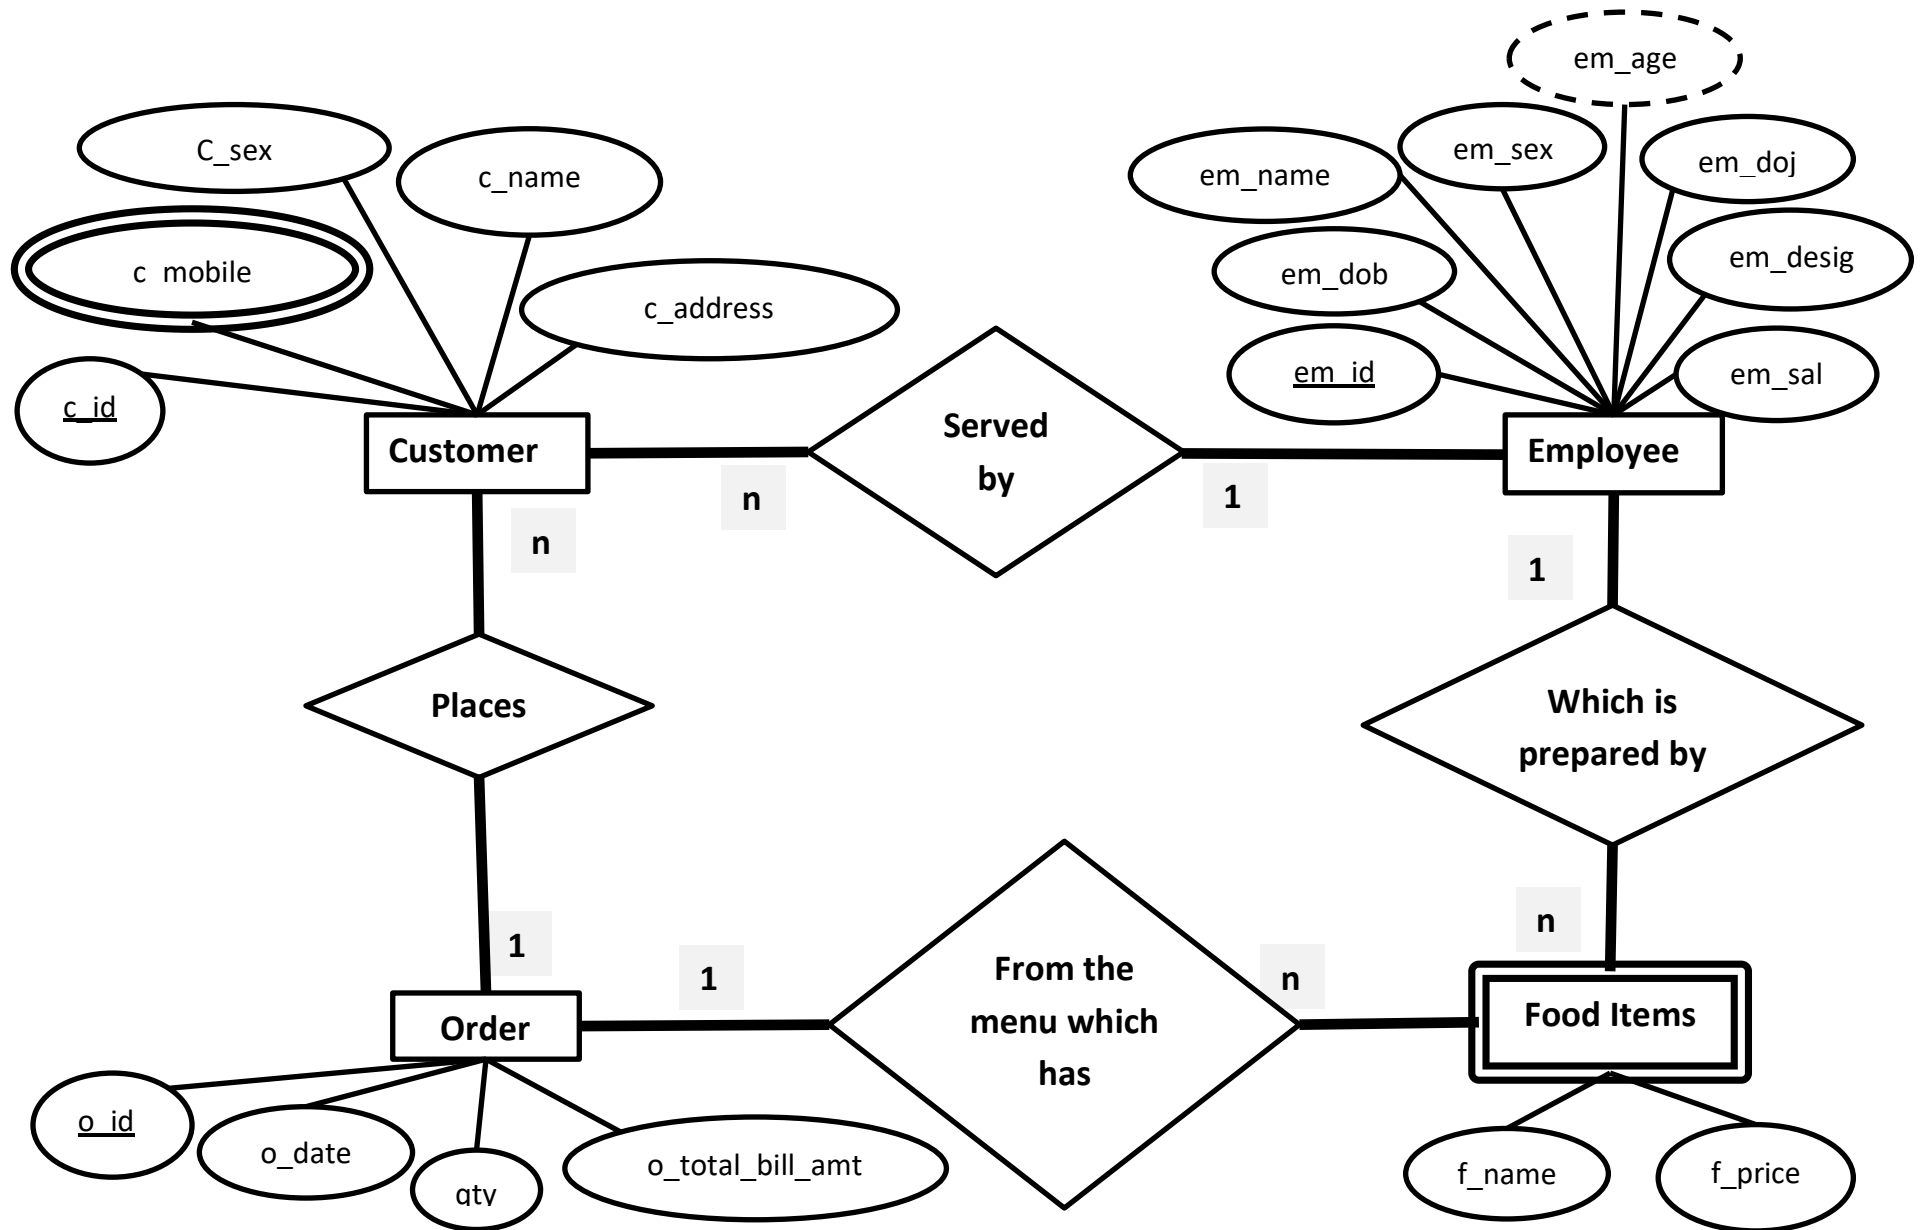 em_age
C_sex
c_name
em_name
em_sex
em_doj
c mobile
c_address
em_dob
em_desig
c_id
em_id
em_sal
Customer
Served
by
Employee
n
1
n
1
Places
Which is
prepared by
1
1
n
n
Order
From the
menu which
has
Food Items
o_id
o_date
qty
o_total_bill_amt
f_name
f_price